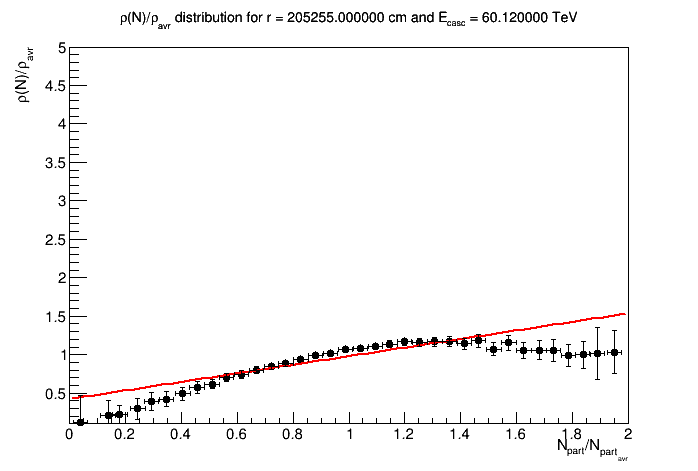 ρ(N)/ρavr distribution for r = 205255.000000 cm and Ecasc = 60.120000 TeV
ρ(N)/ρavr
5
4.5
4
3.5
3
2.5
2
1.5
1
0.5
0 0.2 0.4 0.6 0.8 1 1.2 1.4 1.6 1.8 2
Npart/Npartavr